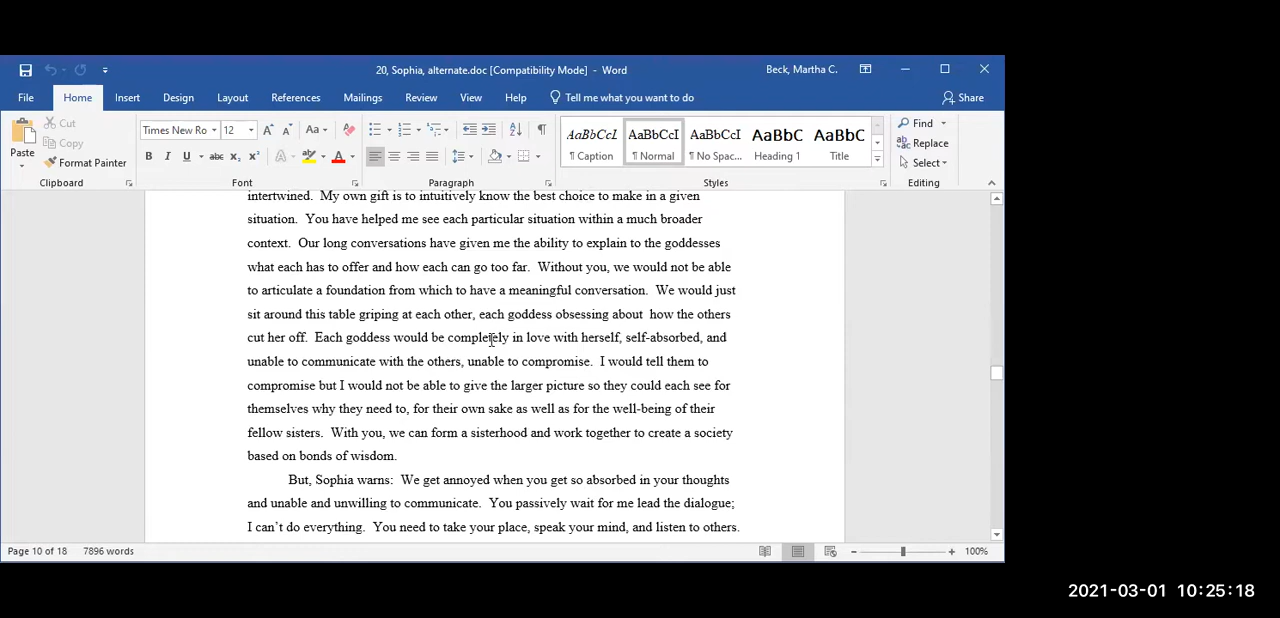 20, Sophia, alternate.doc [Compatibility Mode] - Word
Beck, Martha C.
File Home Insert Design Layout References Mailings Review View Help Tell me what you want to do Share
Paste
Cut
Copy
Format Painter
Clipboard
Times New Ro 12 Aa
B I U abc x₂ x² A ab A
Font
Paragraph
AaBbCcI AaBbCcI AaBbCcI AaBbC AaBbC
¶ Caption ¶ Normal ¶ No Spac... Heading 1 Title
Styles
Find
Replace
Select
Editing
intertwined. My own gift is to intuitively know the best choice to make in a given
situation. You have helped me see each particular situation within a much broader
context. Our long conversations have given me the ability to explain to the goddesses
what each has to offer and how each can go too far. Without you, we would not be able
to articulate a foundation from which to have a meaningful conversation. We would just
sit around this table griping at each other, each goddess obsessing about how the others
cut her off. Each goddess would be completely in love with herself, self-absorbed, and
unable to communicate with the others, unable to compromise. I would tell them to
compromise but I would not be able to give the larger picture so they could each see for
themselves why they need to, for their own sake as well as for the well-being of their
fellow sisters. With you, we can form a sisterhood and work together to create a society
based on bonds of wisdom.
But, Sophia warns: We get annoyed when you get so absorbed in your thoughts
and unable and unwilling to communicate. You passively wait for me lead the dialogue;
I can't do everything. You need to take your place, speak your mind, and listen to others.
Page 10 of 18 7896 words 100%
2021-03-01 10:25:18